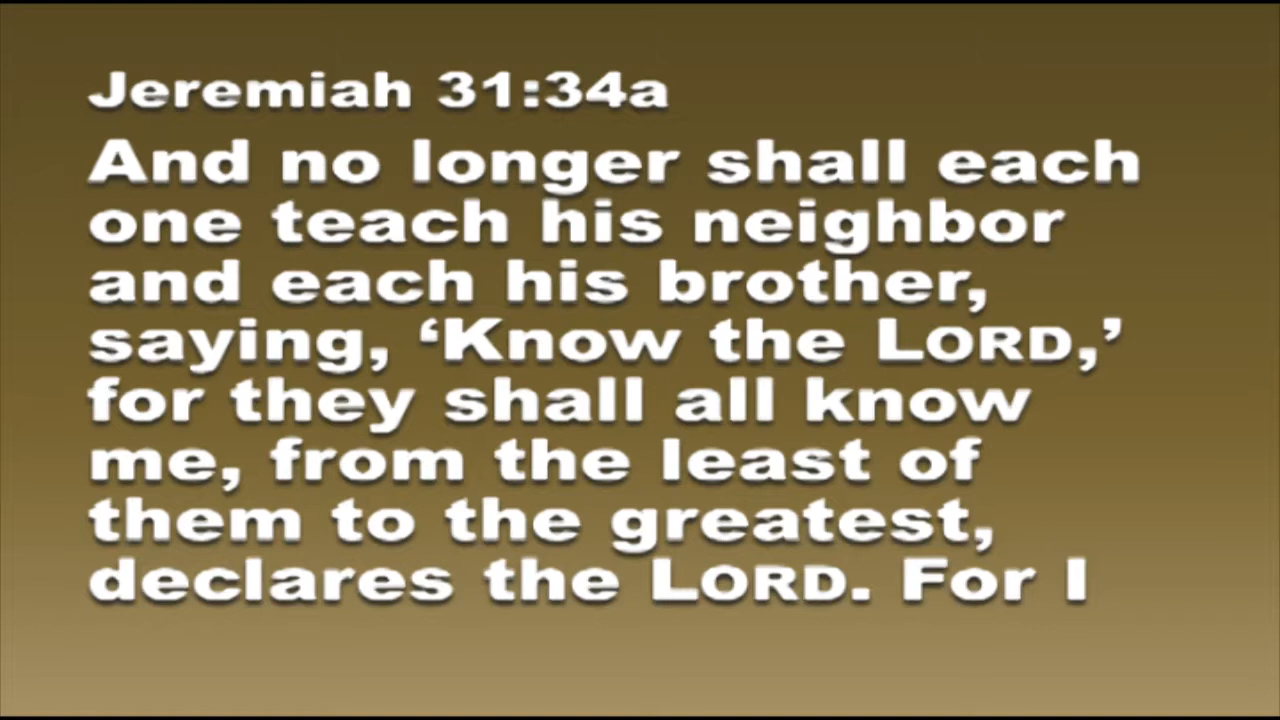 Jeremiah 31:34a
And no longer shall each
one teach his neighbor
and each his brother,
saying, ‘Know the LORD,’
for they shall all know
me, from the least of
them to the greatest,
declares the LORD. For I